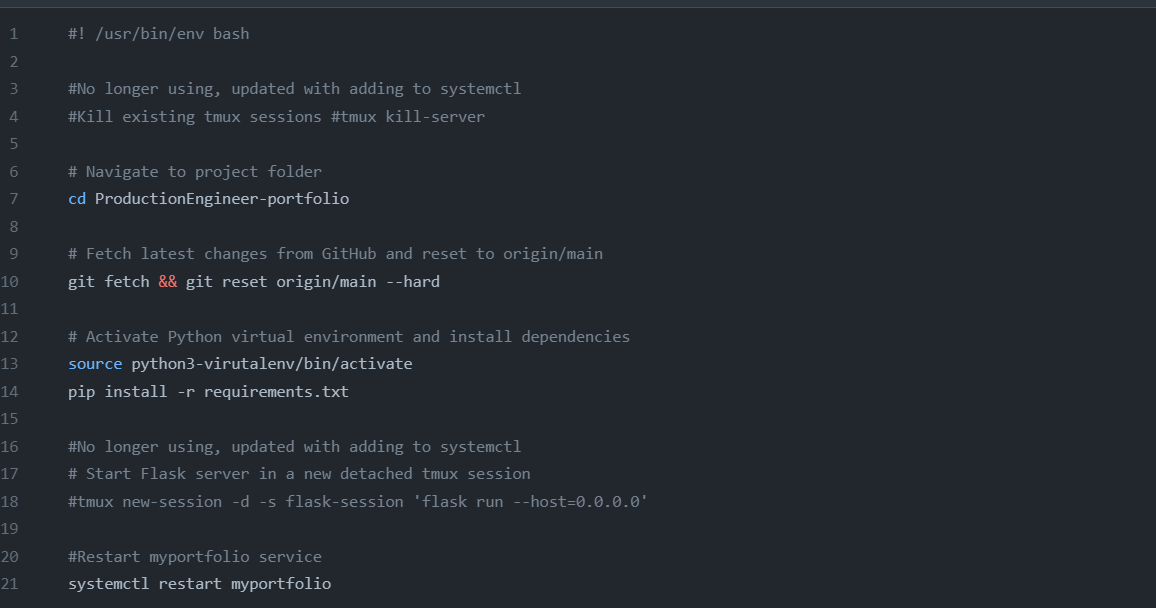 1 #! /usr/bin/env bash
2
3 #No longer using, updated with adding to systemctl
4 #Kill existing tmux sessions #tmux kill-server
5
6 # Navigate to project folder
7 cd ProductionEngineer-portfolio
8
9 # Fetch latest changes from GitHub and reset to origin/main
10 git fetch && git reset origin/main --hard
11
12 # Activate Python virtual environment and install dependencies
13 source python3-virutalenv/bin/activate
14 pip install -r requirements.txt
15
16 #No longer using, updated with adding to systemctl
17 # Start Flask server in a new detached tmux session
18 #tmux new-session -d -s flask-session 'flask run --host=0.0.0.0'
19
20 #Restart myportfolio service
21 systemctl restart myportfolio